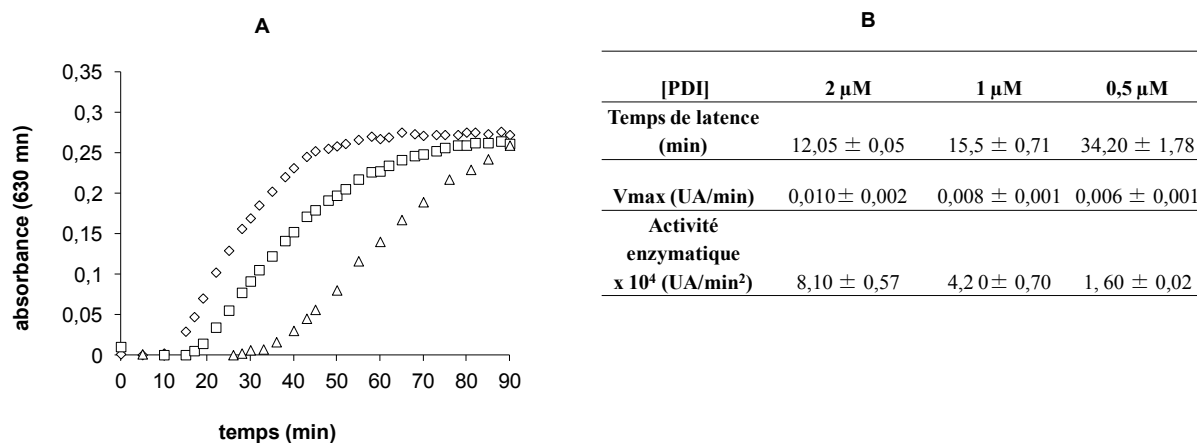 A
0,35
0,3
0,25
0,2
0,15
0,1
0,05
0
0 10 20 30 40 50 60 70 80 90
absorbance (630 mn)
temps (min)
B
[PDI] 2 µM 1 µM 0,5 µM
Temps de latence
(min) 12,05 ± 0,05 15,5 ± 0,71 34,20 ± 1,78
Vmax (UA/min) 0,010 ± 0,002 0,008 ± 0,001 0,006 ± 0,001
Activité
enzymatique
x 10⁴ (UA/min²) 8,10 ± 0,57 4,2 0 ± 0,70 1, 60 ± 0,02